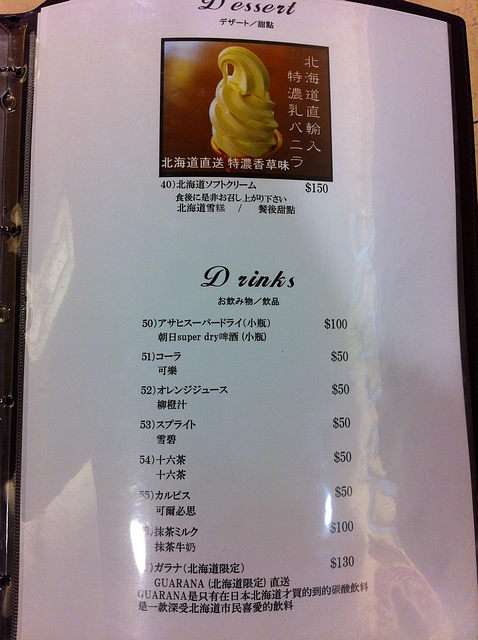 Dessert
デザート／甜點
北海道直輸入
特濃乳バニラ
北海道直送 特濃香草味
40)北海道ソフトクリーム $150
食後に是非お召し上がり下さい
北海道雪糕 / 餐後甜點
Drinks
お飲み物／飲品
50)アサヒスーパードライ(小瓶) $100
朝日super dry啤酒 (小瓶)
51)コーラ $50
可樂
52)オレンジジュース $50
柳橙汁
53)スプライト $50
雪碧
54)十六茶 $50
十六茶
55)カルピス $50
可爾必思
)抹茶ミルク $100
抹茶牛奶
)ガラナ(北海道限定) $130
GUARANA (北海道限定) 直送
GUARANA是只有在日本北海道才買的到的碳酸飲料
是一款深受北海道市民喜愛的飲料